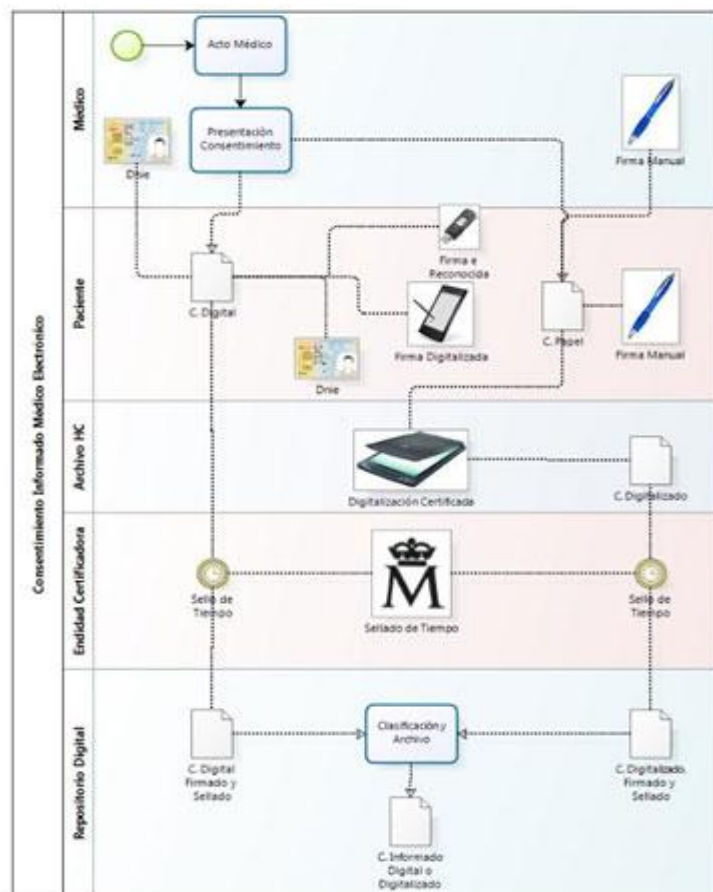 Consentimiento Informado Médico Electrónico
Médico
Acto Médico
Presentación
Consentimiento
Dnie
Firma Manual
Paciente
C. Digital
Firma e
Reconocida
Firma Digitalizada
Dnie
C. Papel
Firma Manual
Archivo HC
Digitalización Certificada
C. Digitalizado
Endidad Certificadora
Sello de
Tiempo
M
Sellado de Tiempo
Sello de
Tiempo
Repositorio Digital
C. Digital
Firmado y
Sellado
Clasificación y
Archivo
C. Digitalizado,
Firmado y
Sellado
C. Informado
Digital o
Digitalizado